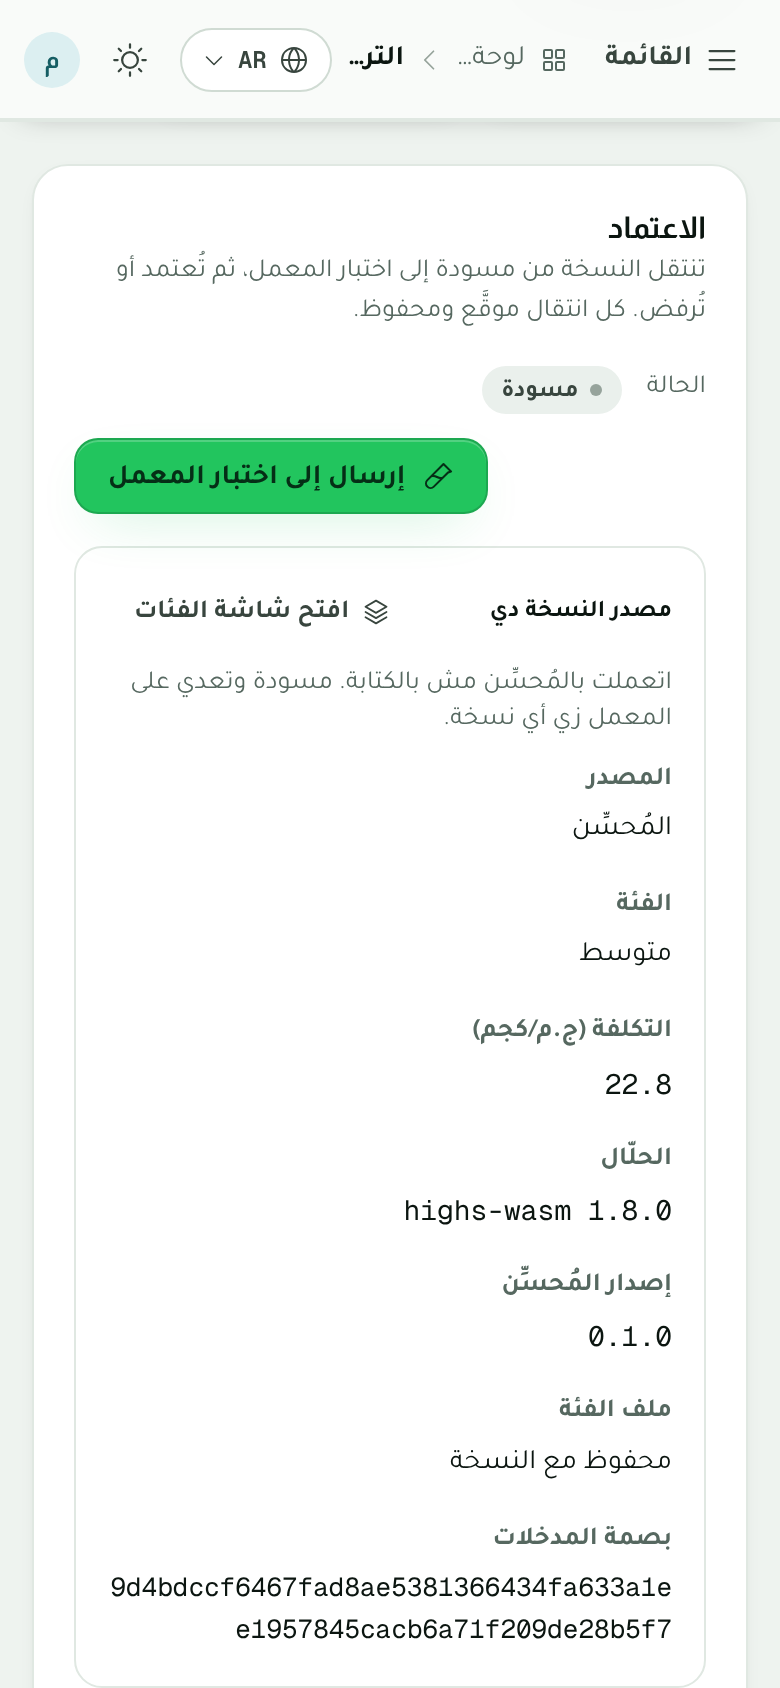 القائمة
لوحة...
التر...
AR
م
الاعتماد
تنتقل النسخة من مسودة إلى اختبار المعمل، ثم تُعتمد أو
تُرفض. كل انتقال موقَّع ومحفوظ.
الحالة
مسودة
إرسال إلى اختبار المعمل
مصدر النسخة دي
افتح شاشة الفئات
اتعملت بالمُحسِّن مش بالكتابة. مسودة وتعدي على
المعمل زي أي نسخة.
المصدر
المُحسِّن
الفئة
متوسط
التكلفة (ج.م/كجم)
22.8
الحلّال
highs-wasm 1.8.0
إصدار المُحسِّن
0.1.0
ملف الفئة
محفوظ مع النسخة
بصمة المدخلات
9d4bdccf6467fad8ae5381366434fa633a1e
e1957845cacb6a71f209de28b5f7